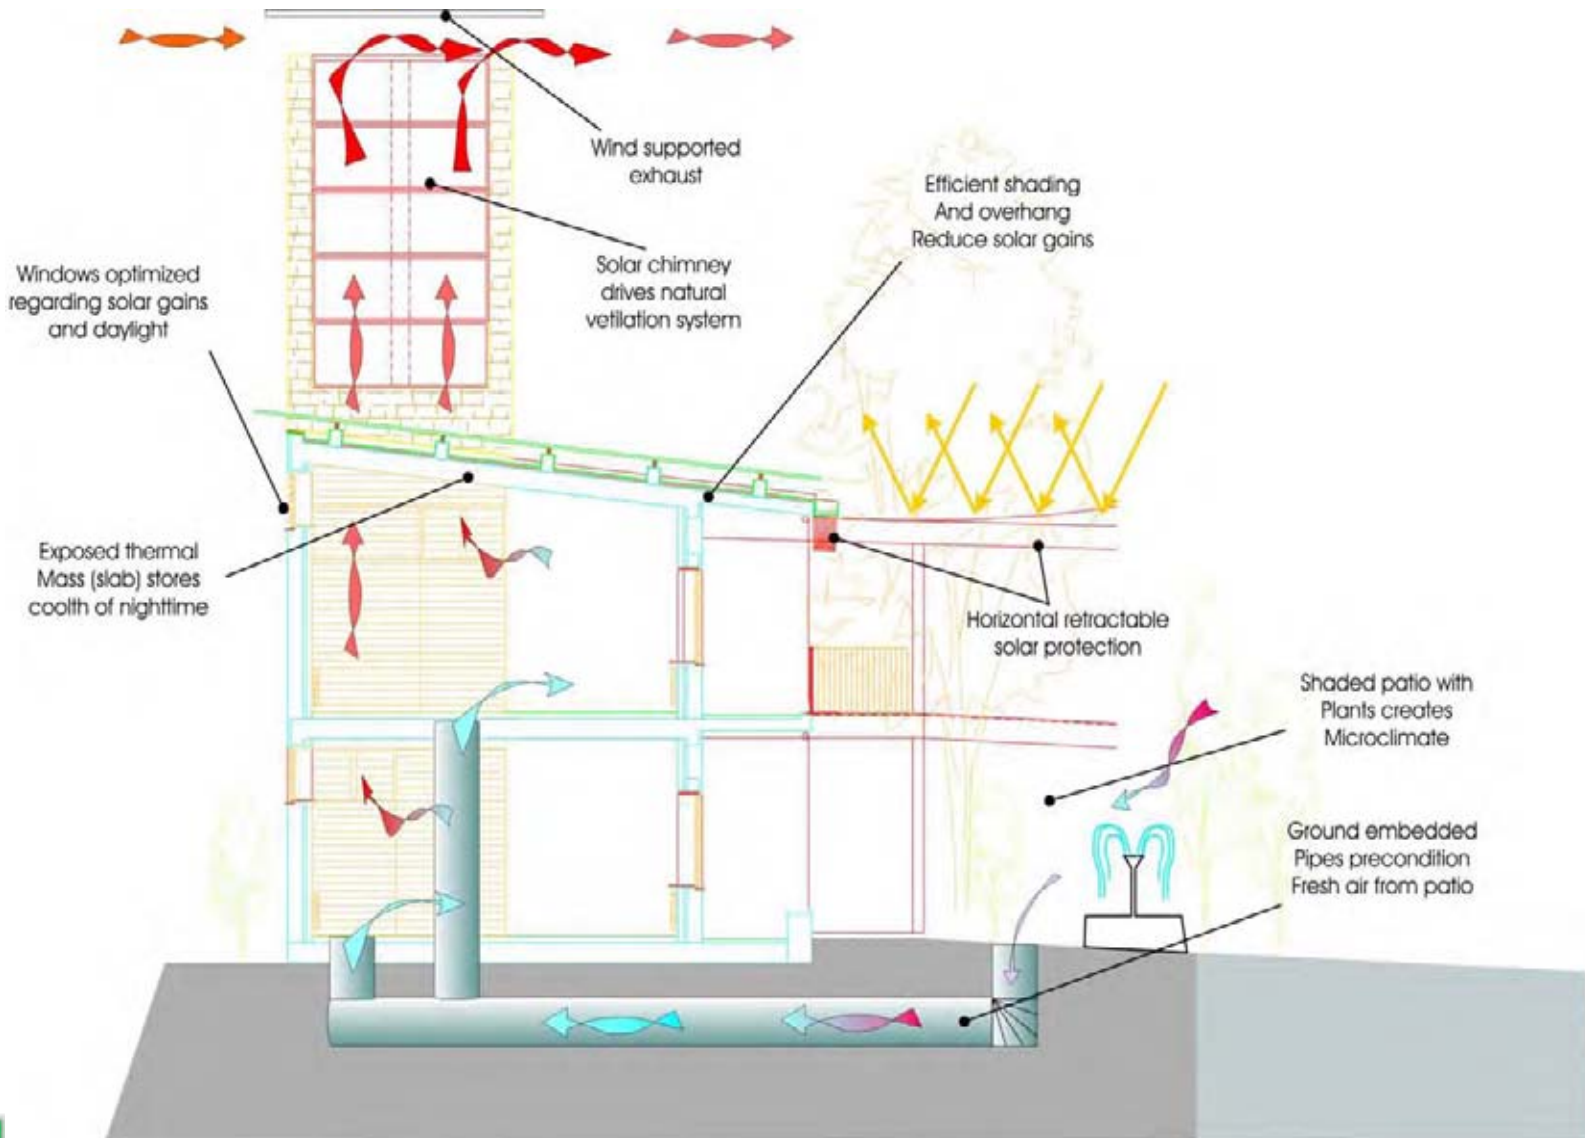 Wind supported
exhaust
Efficient shading
And overhang
Reduce solar gains
Solar chimney
drives natural
vetilation system
Windows optimized
regarding solar gains
and daylight
Exposed thermal
Mass (slab) stores
coolth of nighttime
Horizontal retractable
solar protection
Shaded patio with
Plants creates
Microclimate
Ground embedded
Pipes precondition
Fresh air from patio